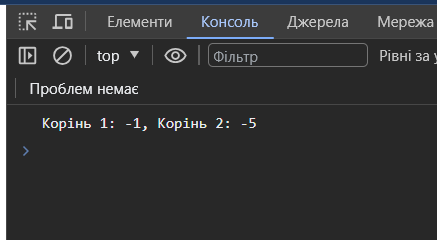 Елементи Консоль Джерела Мережа
top Фільтр Рівні за
Проблем немає
Корінь 1: -1, Корінь 2: -5